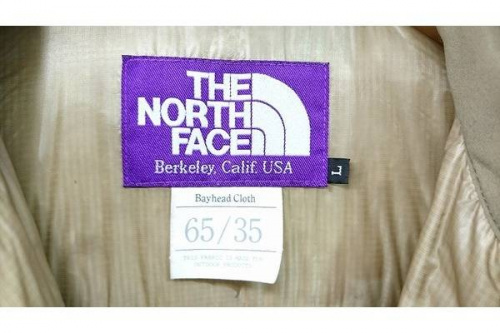 THE
NORTH
FACE
Berkeley, Calif. USA
L
Bayhead Cloth
65/35